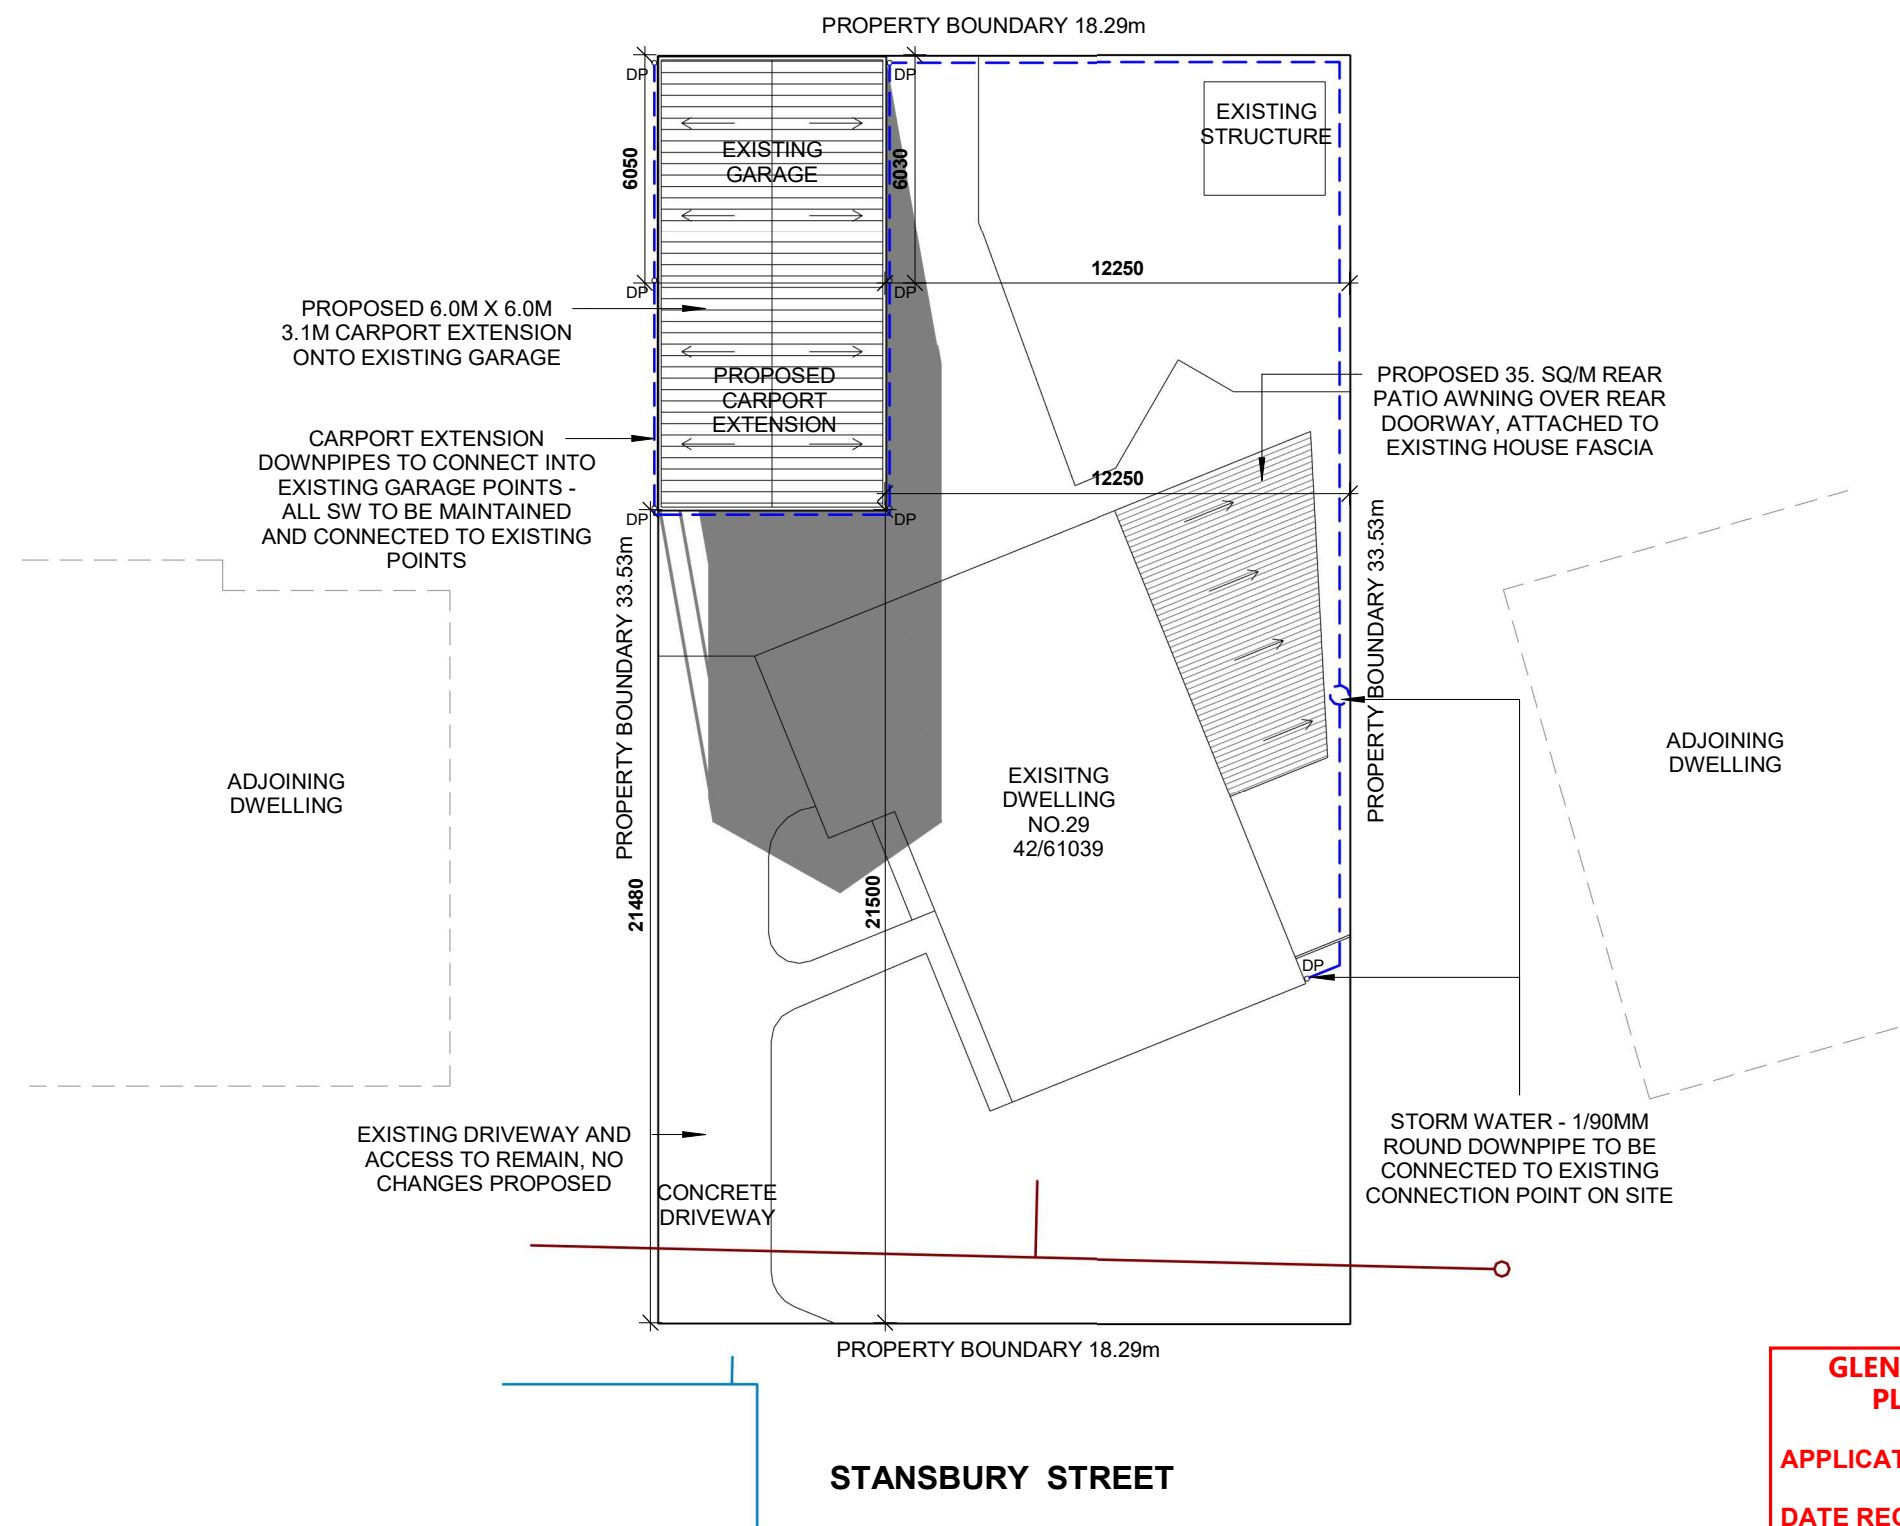 PROPERTY BOUNDARY 18.29m
DP
DP
EXISTING
GARAGE
6050
6030
EXISTING
STRUCTURE
12250
DP
DP
PROPOSED 6.0M X 6.0M
3.1M CARPORT EXTENSION
ONTO EXISTING GARAGE
PROPOSED
CARPORT
EXTENSION
PROPOSED 35. SQ/M REAR
PATIO AWNING OVER REAR
DOORWAY, ATTACHED TO
EXISTING HOUSE FASCIA
CARPORT EXTENSION
DOWNPIPES TO CONNECT INTO
EXISTING GARAGE POINTS -
ALL SW TO BE MAINTAINED
AND CONNECTED TO EXISTING
POINTS
12250
DP
DP
PROPERTY BOUNDARY 33.53m
PROPERTY BOUNDARY 33.53m
ADJOINING
DWELLING
EXISITNG
DWELLING
NO.29
42/61039
ADJOINING
DWELLING
21480
21500
DP
EXISTING DRIVEWAY AND
ACCESS TO REMAIN, NO
CHANGES PROPOSED
CONCRETE
DRIVEWAY
STORM WATER - 1/90MM
ROUND DOWNPIPE TO BE
CONNECTED TO EXISTING
CONNECTION POINT ON SITE
PROPERTY BOUNDARY 18.29m
STANSBURY STREET
GLEN
PL
APPLICAT
DATE REC